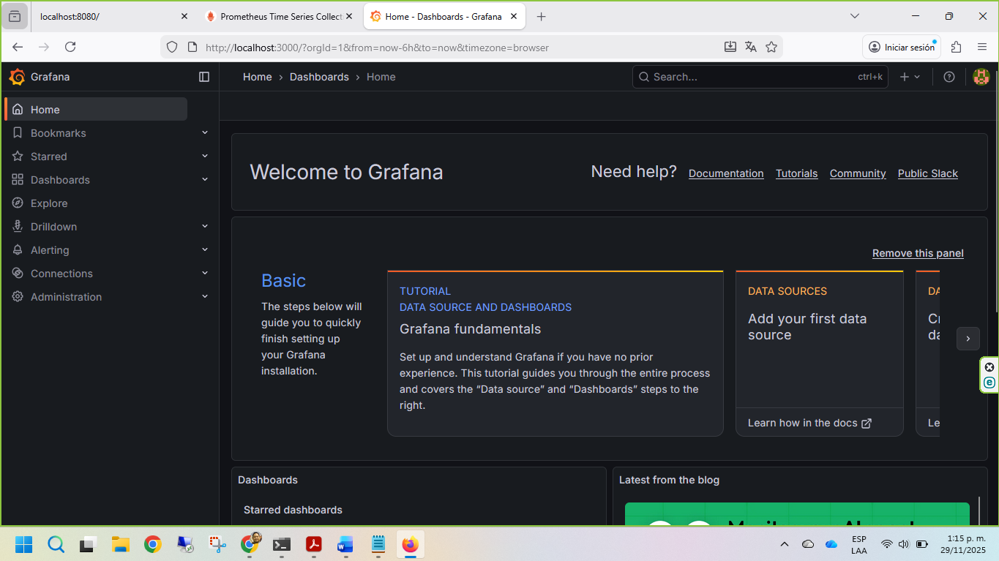 localhost:8080/
Prometheus Time Series Collect
Home - Dashboards - Grafana
http://localhost:3000/?orgId=1&from=now-6h&to=now&timezone=browser
Iniciar sesión
Grafana
Home › Dashboards › Home
Search...
ctrl+k
Home
Bookmarks
Starred
Dashboards
Explore
Drilldown
Alerting
Connections
Administration
Welcome to Grafana
Need help?
Documentation
Tutorials
Community
Public Slack
Remove this panel
Basic
The steps below will
guide you to quickly
finish setting up
your Grafana
installation.
TUTORIAL
DATA SOURCE AND DASHBOARDS
Grafana fundamentals
Set up and understand Grafana if you have no prior
experience. This tutorial guides you through the entire process
and covers the “Data source” and “Dashboards” steps to the
right.
DATA SOURCES
Add your first data
source
Learn how in the docs
DA
Cr
da
Le
Dashboards
Starred dashboards
Latest from the blog
ESP
LAA
1:15 p. m.
29/11/2025